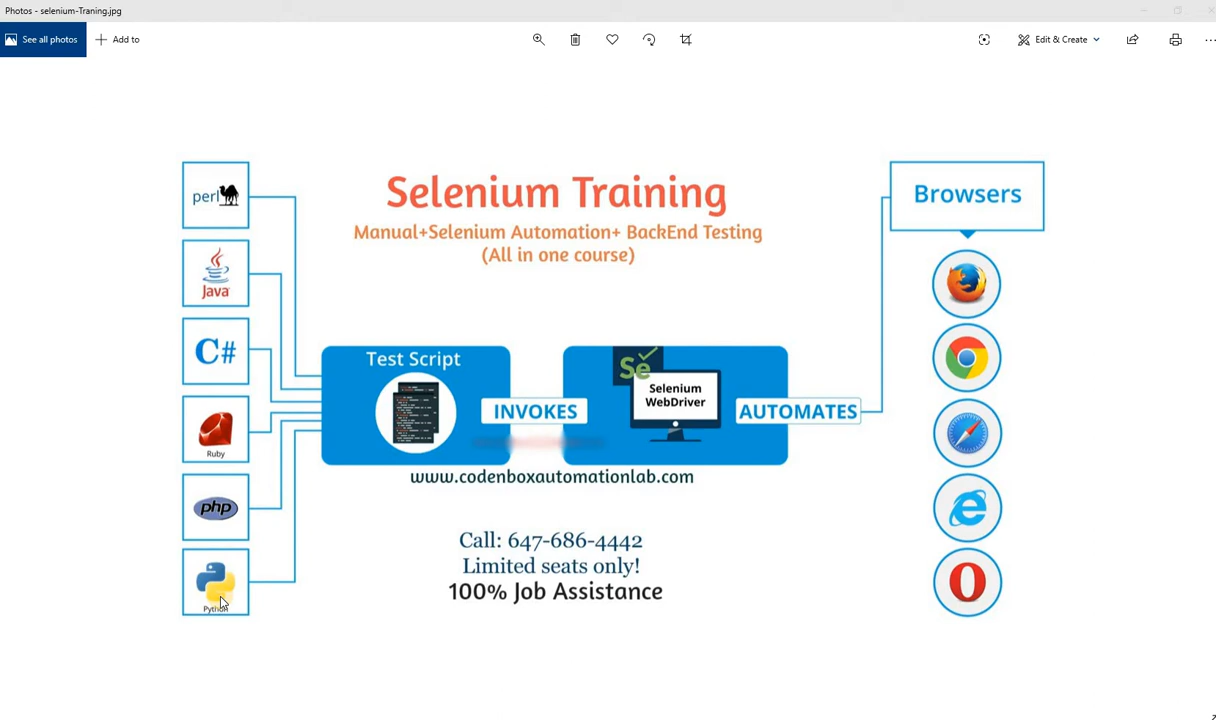 Photos - selenium-Traning.jpg
See all photos
Add to
Edit & Create
Selenium Training
Manual+Selenium Automation+ BackEnd Testing
(All in one course)
perl
Java
C#
Ruby
php
Python
Test Script
INVOKES
Se
Selenium
WebDriver
AUTOMATES
Browsers
www.codenboxautomationlab.com
Call: 647-686-4442
Limited seats only!
100% Job Assistance